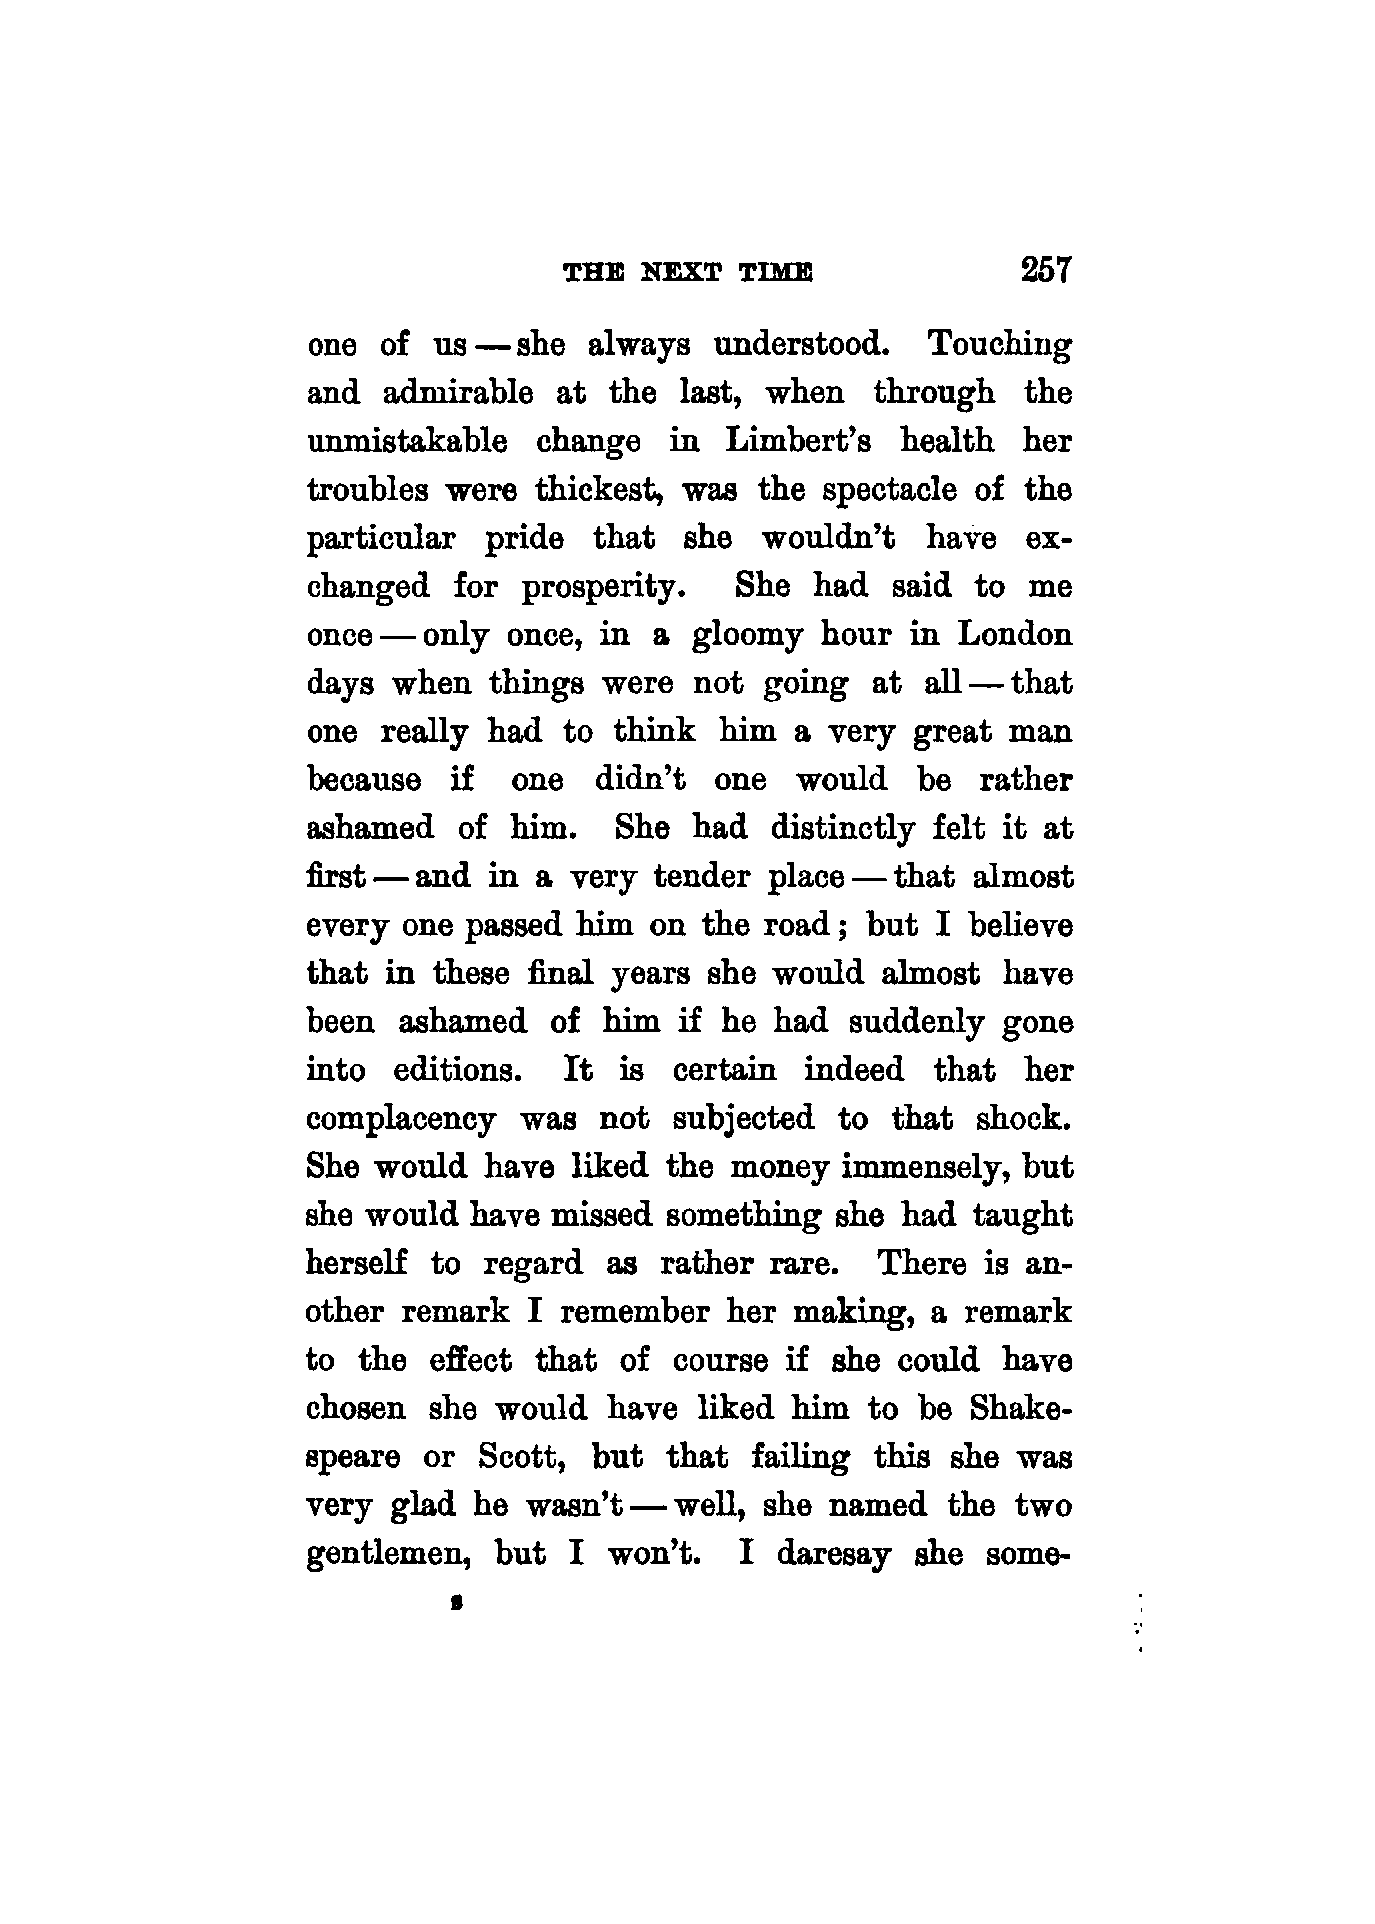 THE NEXT TIME 257
one of us — she always understood. Touching
and admirable at the last, when through the
unmistakable change in Limbert's health her
troubles were thickest, was the spectacle of the
particular pride that she wouldn't have ex-
changed for prosperity. She had said to me
once — only once, in a gloomy hour in London
days when things were not going at all — that
one really had to think him a very great man
because if one didn't one would be rather
ashamed of him. She had distinctly felt it at
first — and in a very tender place — that almost
every one passed him on the road; but I believe
that in these final years she would almost have
been ashamed of him if he had suddenly gone
into editions. It is certain indeed that her
complacency was not subjected to that shock.
She would have liked the money immensely, but
she would have missed something she had taught
herself to regard as rather rare. There is an-
other remark I remember her making, a remark
to the effect that of course if she could have
chosen she would have liked him to be Shake-
speare or Scott, but that failing this she was
very glad he wasn't — well, she named the two
gentlemen, but I won't. I daresay she some-
s